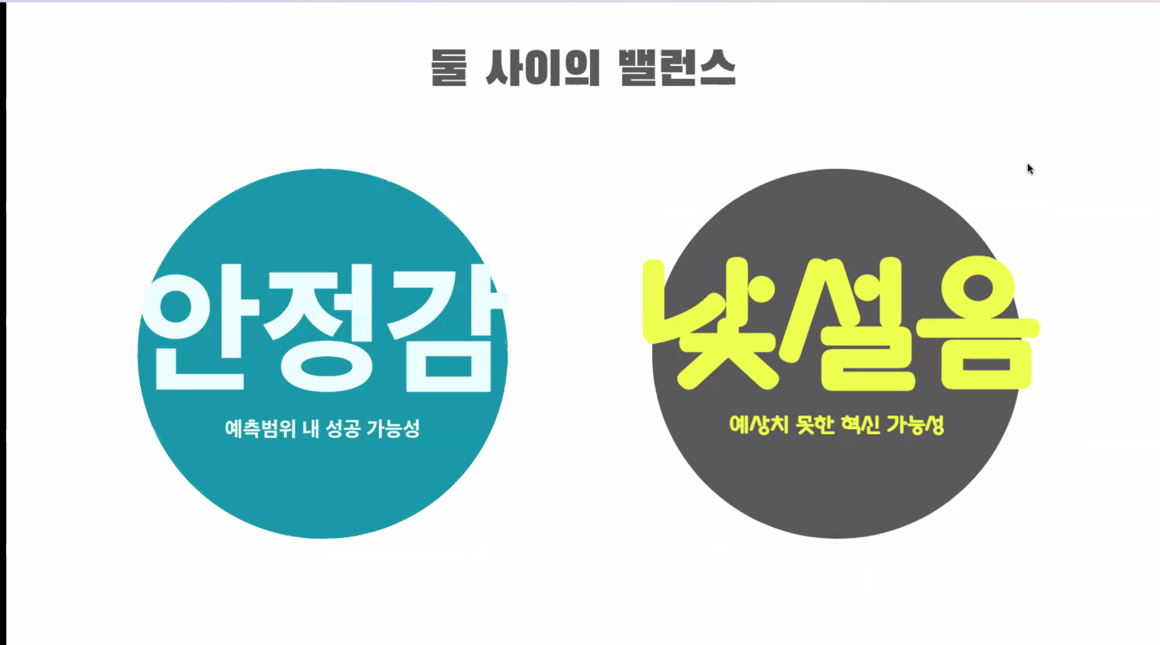 둘 사이의 밸런스
안정감
예측범위 내 성공 가능성
낯설음
예상치 못한 혁신 가능성